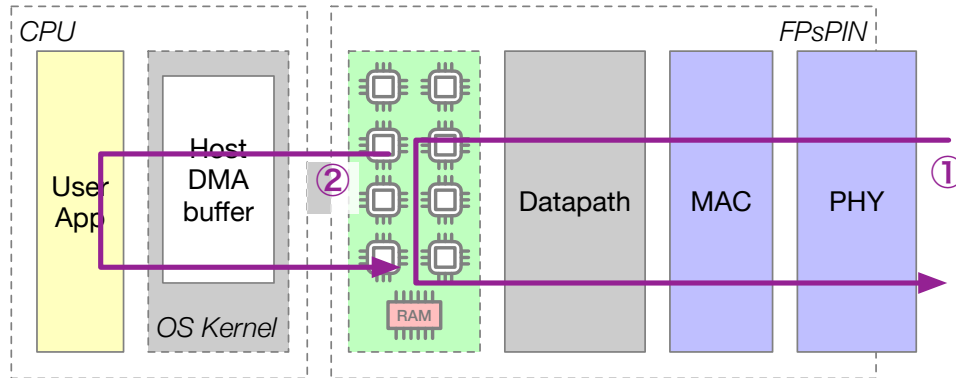 CPU
FPsPIN
User
App
Host
DMA
buffer
OS Kernel
②
RAM
Datapath
MAC
PHY
①